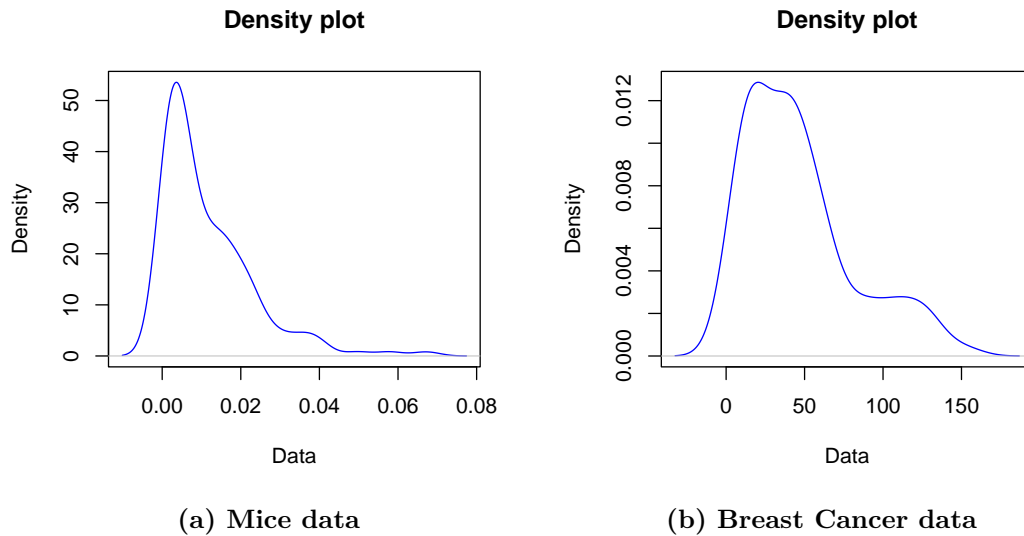 Density plot
Density
50
40
30
20
10
0
0.00 0.02 0.04 0.06 0.08
Data
(a) Mice data
Density plot
Density
0.012
0.008
0.004
0.000
0 50 100 150
Data
(b) Breast Cancer data